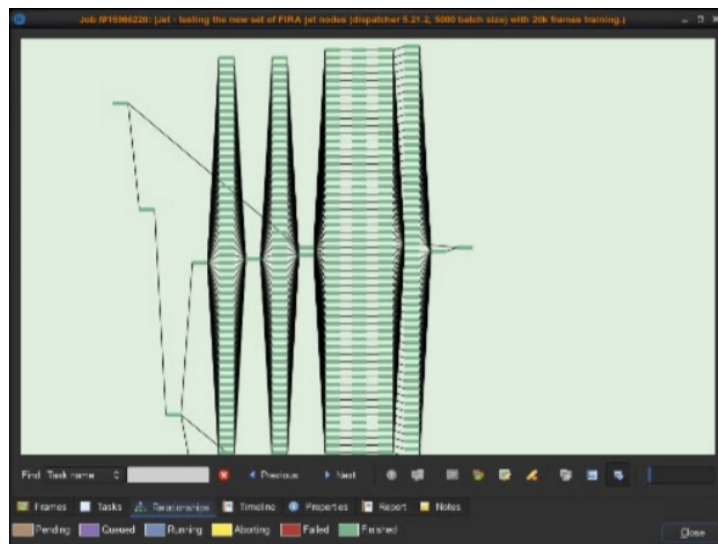 Job №15966220: [Jet - testing the new set of FIRA jet nodes (dispatcher 5.21.2, 5000 batch size) with 20k frames training.]
Find Task name
Previous
Next
Frames
Tasks
Relationships
Timeline
Properties
Report
Notes
Pending
Queued
Running
Aborting
Failed
Finished
Close